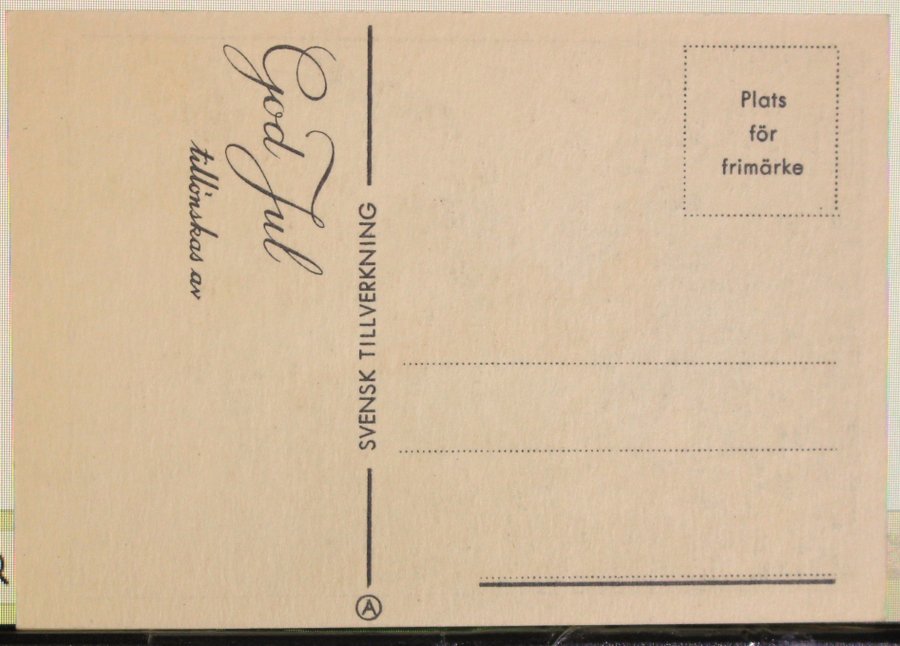 God Jul
tillönskas av
SVENSK TILLVERKNING
A
Plats
för
frimärke